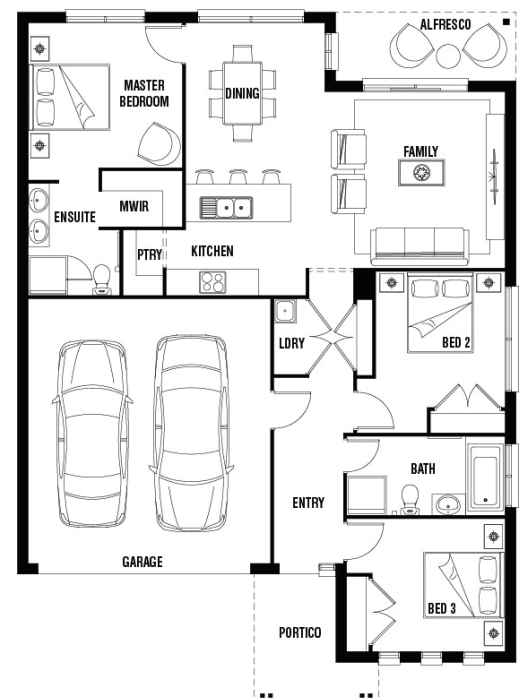 ALFRESCO
MASTER
BEDROOM
DINING
FAMILY
MWIR
ENSUITE
PTRY
KITCHEN
LDRY
BED 2
BATH
ENTRY
GARAGE
BED 3
PORTICO